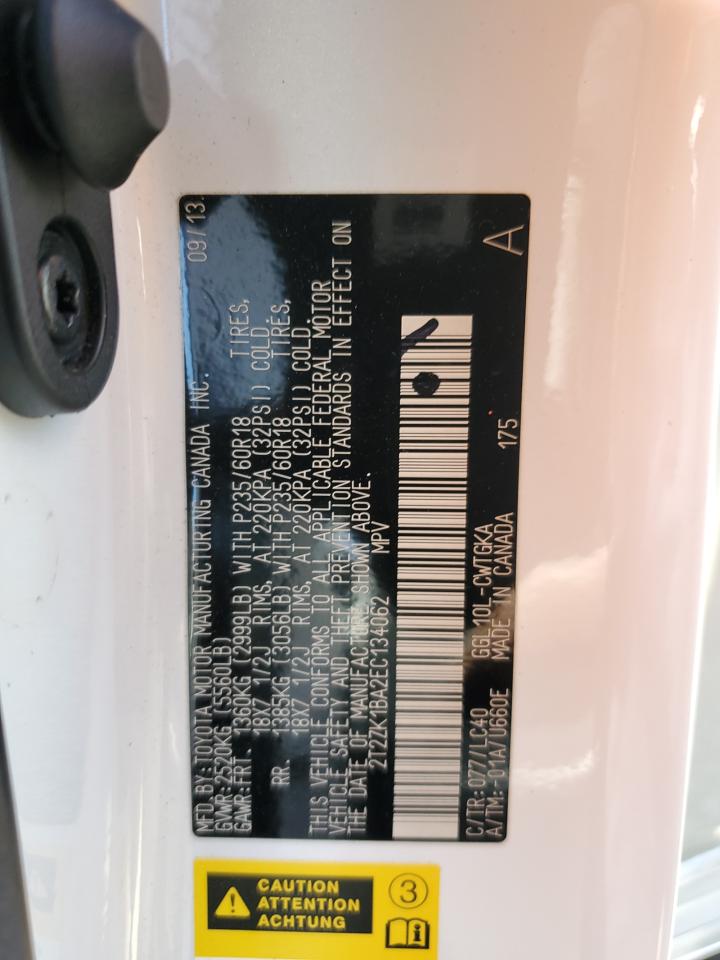 MFD. BY: TOYOTA MOTOR MANUFACTURING CANADA INC. 09/13
GVWR: 2520KG (5560LB)
GAWR: FRT. 1360KG (2999LB) WITH P235/60R18 TIRES,
18X7 1/2J RIMS, AT 220KPA (32PSI) COLD.
RR. 1385KG (3056LB) WITH P235/60R18 TIRES,
18X7 1/2J RIMS, AT 220KPA (32PSI) COLD.
THIS VEHICLE CONFORMS TO ALL APPLICABLE FEDERAL MOTOR
VEHICLE SAFETY AND THEFT PREVENTION STANDARDS IN EFFECT ON
THE DATE OF MANUFACTURE SHOWN ABOVE.
2T2ZK1BA2EC134062 MPV
C/TR: 077/LC40 GGL10L-CWTGKA 175 A
A/TM: -01A/U660E MADE IN CANADA
CAUTION
ATTENTION
ACHTUNG
3